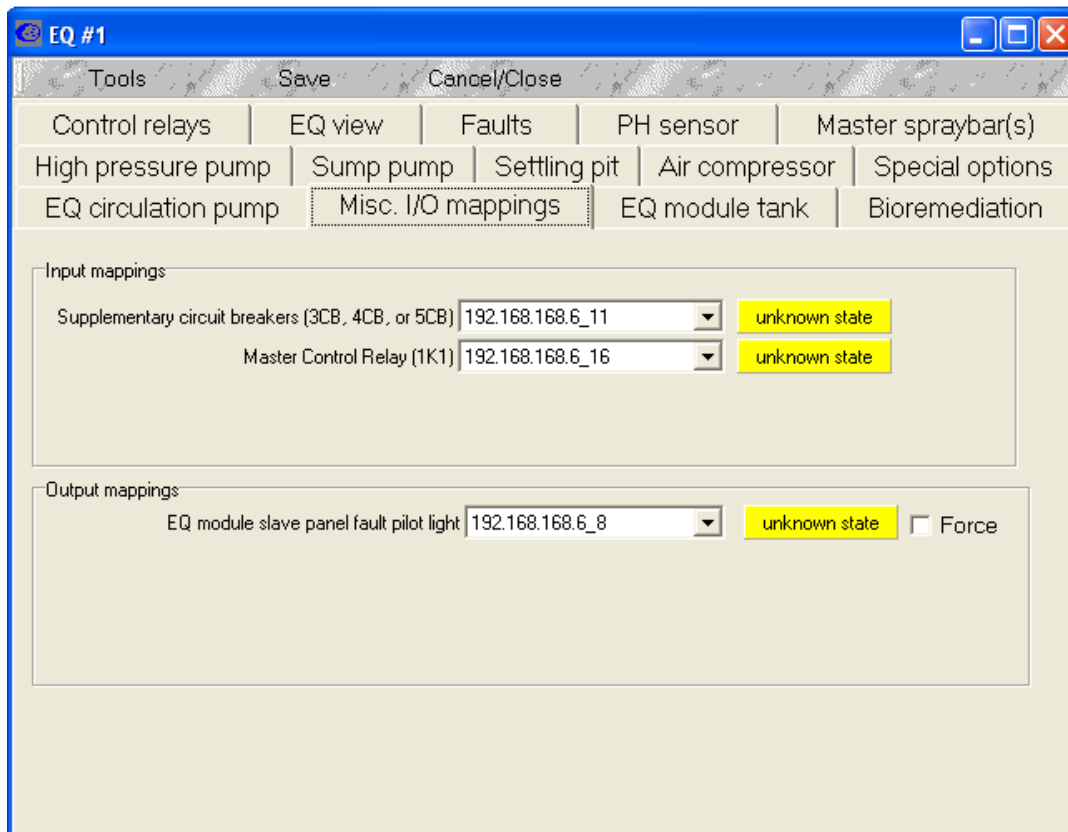 EQ #1
Tools Save Cancel/Close
Control relays EQ view Faults PH sensor Master spraybar(s)
High pressure pump Sump pump Settling pit Air compressor Special options
EQ circulation pump Misc. I/O mappings EQ module tank Bioremediation
Input mappings
Supplementary circuit breakers (3CB, 4CB, or 5CB) 192.168.168.6_11 unknown state
Master Control Relay (1K1) 192.168.168.6_16 unknown state
Output mappings
EQ module slave panel fault pilot light 192.168.168.6_8 unknown state Force